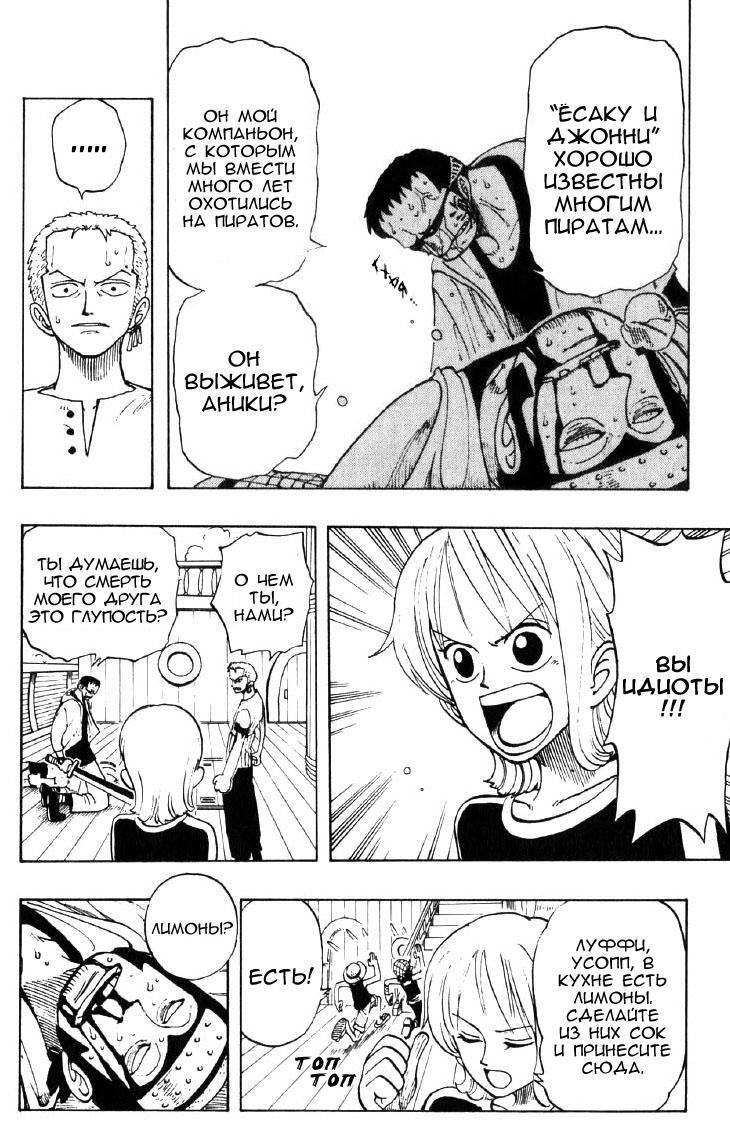 "ЁСАКУ И
ДЖОННИ"
ХОРОШО
ИЗВЕСТНЫ
МНОГИМ
ПИРАТАМ...
ОН МОЙ
КОМПАНЬОН,
С КОТОРЫМ
МЫ ВМЕСТИ
МНОГО ЛЕТ
ОХОТИЛИСЬ
НА ПИРАТОВ.
ОН
ВЫЖИВЕТ,
АНИКИ?
.....
ВЫ
ИДИОТЫ
!!!
О ЧЕМ
ТЫ,
НАМИ?
ТЫ ДУМАЕШЬ,
ЧТО СМЕРТЬ
МОЕГО ДРУГА
ЭТО ГЛУПОСТЬ?
ЛУФФИ,
УСОПП, В
КУХНЕ ЕСТЬ
ЛИМОНЫ.
СДЕЛАЙТЕ
ИЗ НИХ СОК
И ПРИНЕСИТЕ
СЮДА.
ЕСТЬ!
ТОП
ТОП
ЛИМОНЫ?